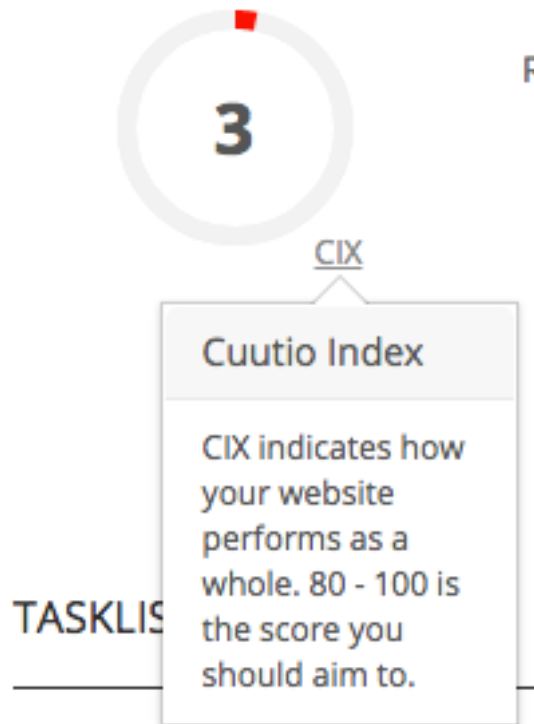 3
R
CIX
Cuutio Index
CIX indicates how
your website
performs as a
whole. 80 - 100 is
the score you
should aim to.
TASKLIS